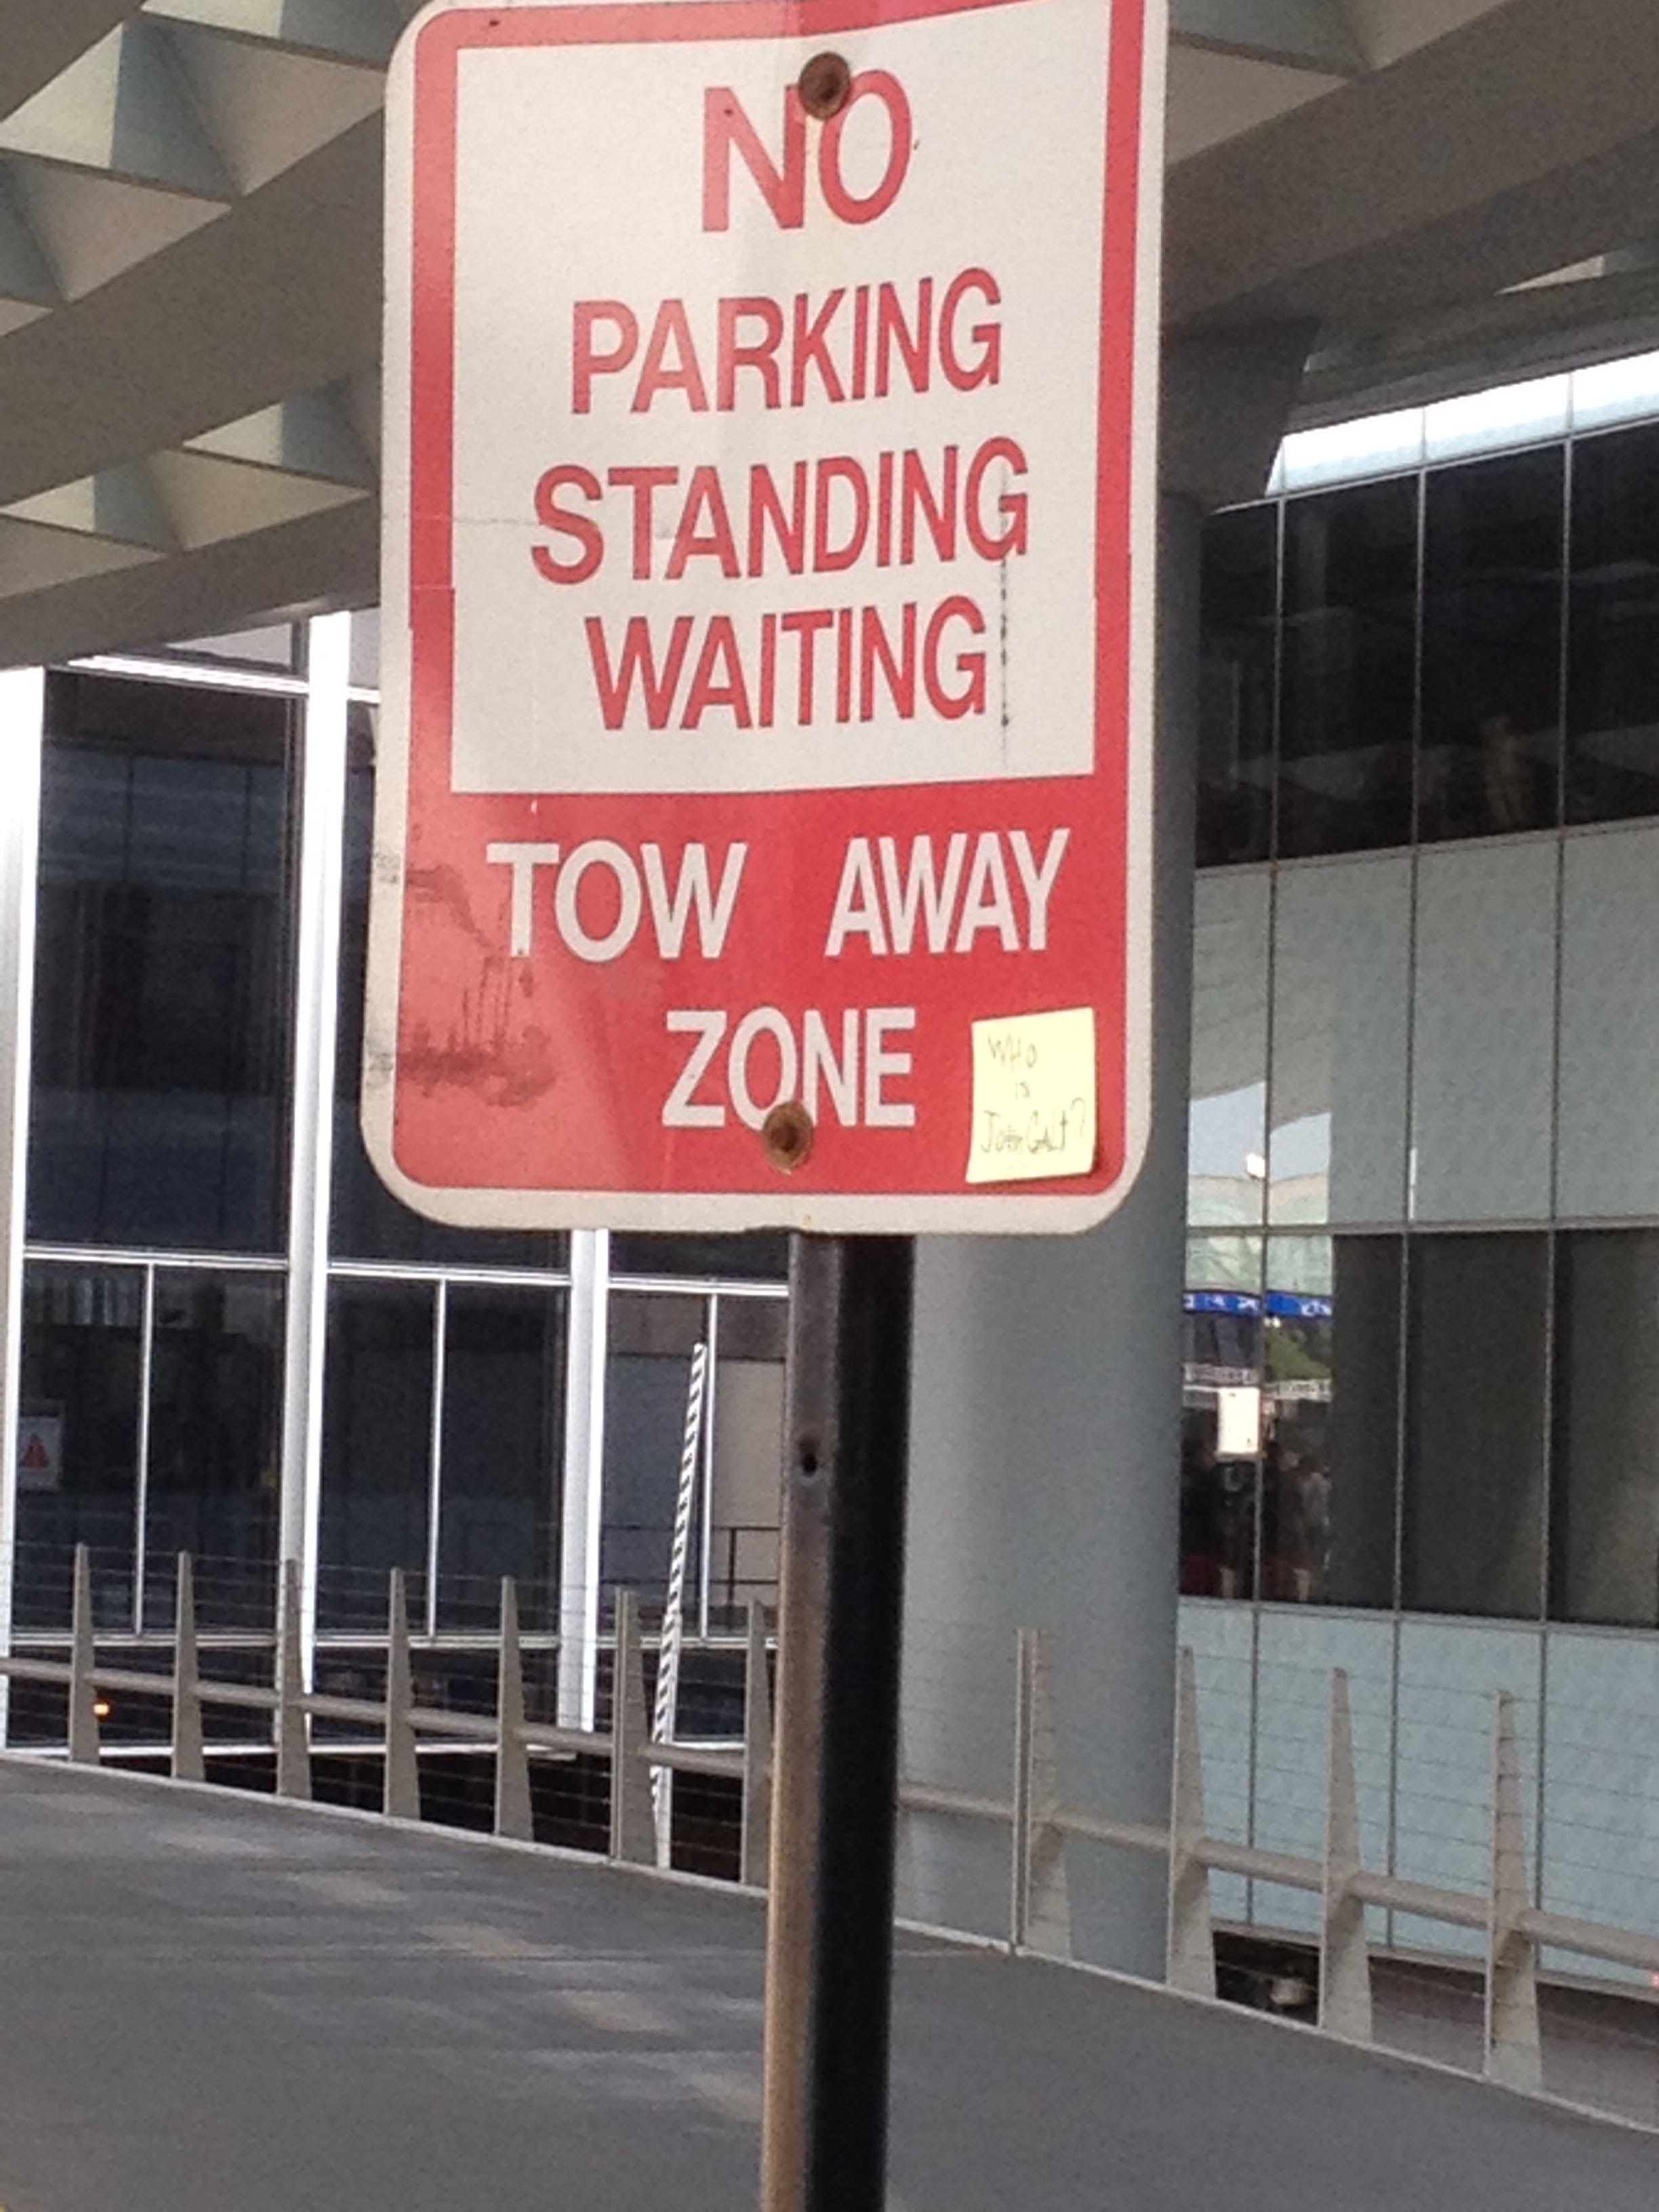 NO
PARKING
STANDING
WAITING
TOW AWAY
ZONE
WHO
is
John Galt?